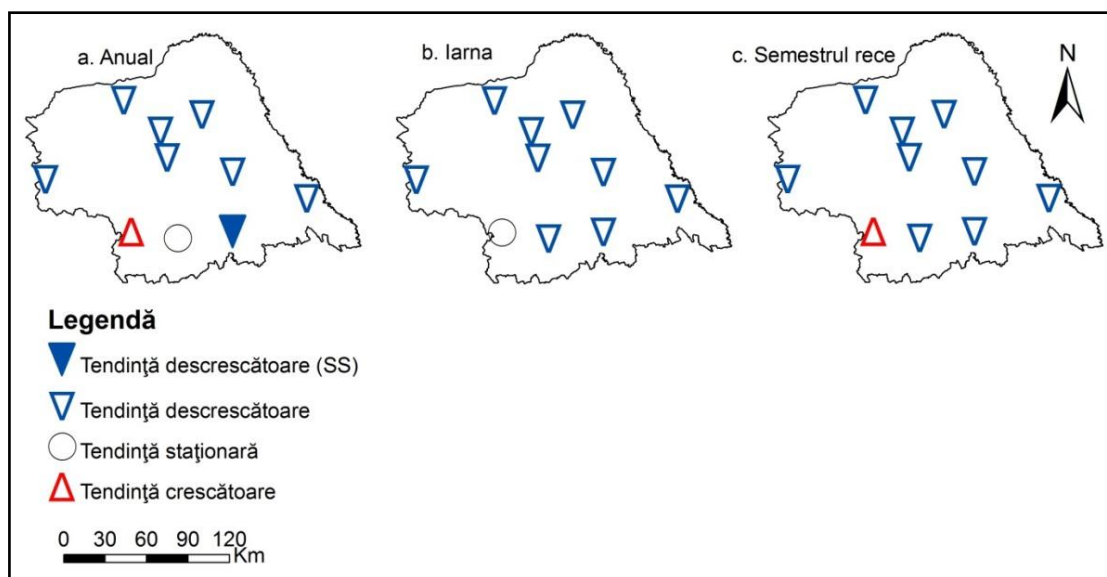 a. Anual
b. Iarna
c. Semestrul rece
N
Legendă
Tendinţă descrescătoare (SS)
Tendinţă descrescătoare
Tendinţă staţionară
Tendinţă crescătoare
0 30 60 90 120
Km